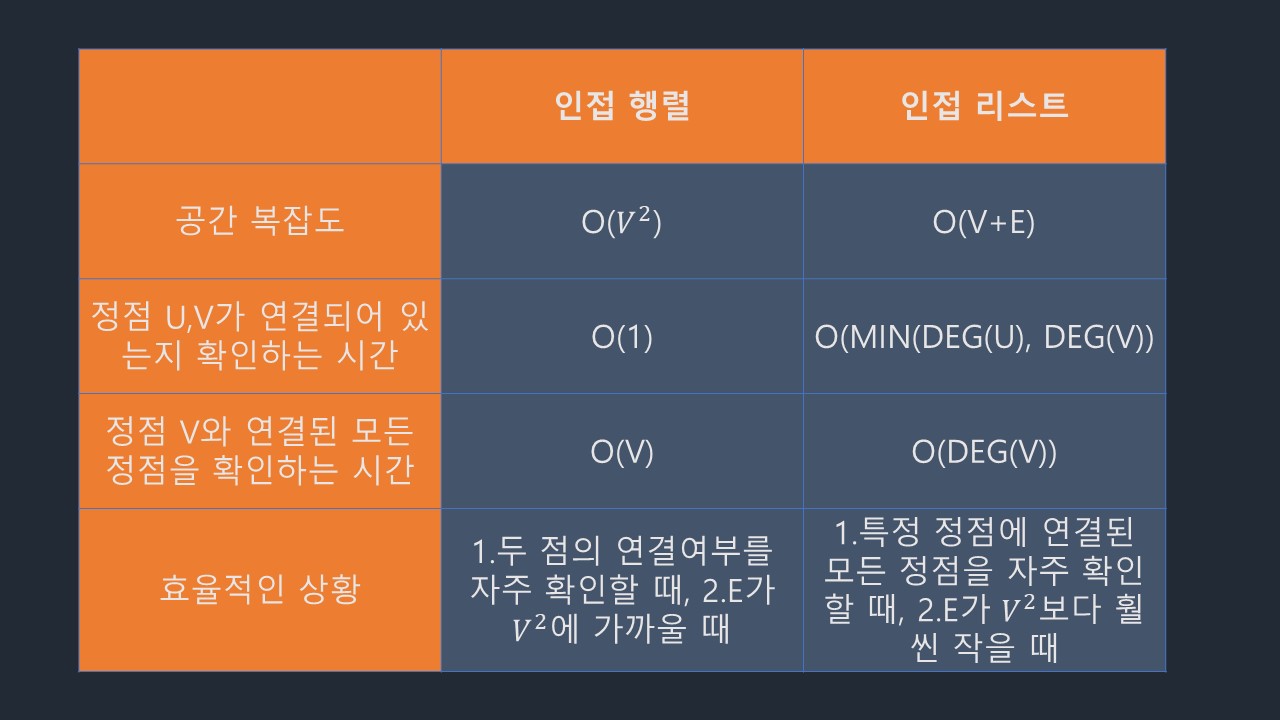 인접 행렬
인접 리스트
공간 복잡도
O(V²)
O(V+E)
정점 U,V가 연결되어 있
는지 확인하는 시간
O(1)
O(MIN(DEG(U), DEG(V))
정점 V와 연결된 모든
정점을 확인하는 시간
O(V)
O(DEG(V))
효율적인 상황
1.두 점의 연결여부를
자주 확인할 때, 2.E가
V²에 가까울 때
1.특정 정점에 연결된
모든 정점을 자주 확인
할 때, 2.E가 V²보다 훨
씬 작을 때